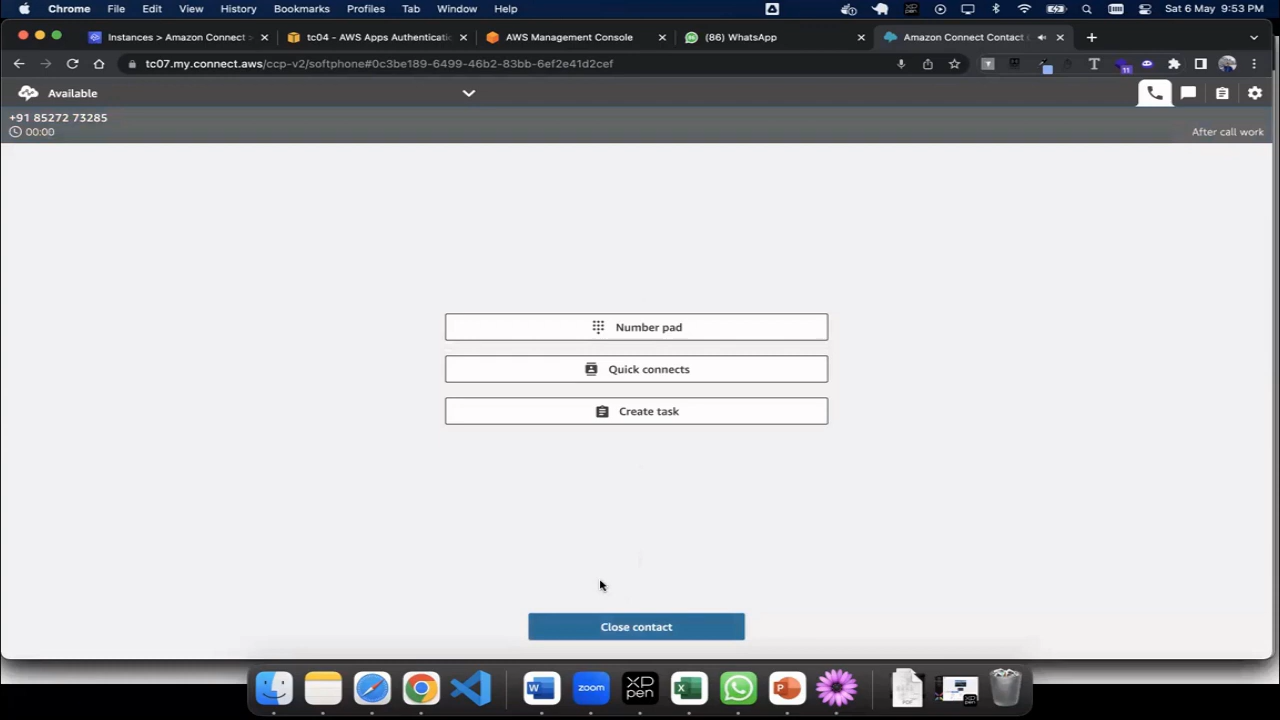 Chrome File Edit View History Bookmarks Profiles Tab Window Help Sat 6 May 9:53 PM
Instances > Amazon Connect tc04 - AWS Apps Authenticati AWS Management Console (86) WhatsApp Amazon Connect Contact
tc07.my.connect.aws/ccp-v2/softphone#0c3be189-6499-46b2-83bb-6ef2e41d2cef T 11
Available
+91 85272 73285
00:00 After call work
Number pad
Quick connects
Create task
Close contact
W zoom XP pen X P PDF